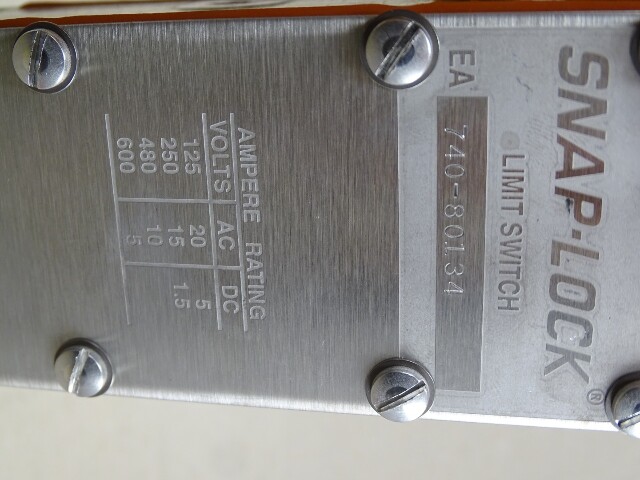 SNAP-LOCK®
LIMIT SWITCH
EA 740-80134
AMPERE RATING
VOLTS AC DC
125 20 5
250 15 1.5
480 10
600 5